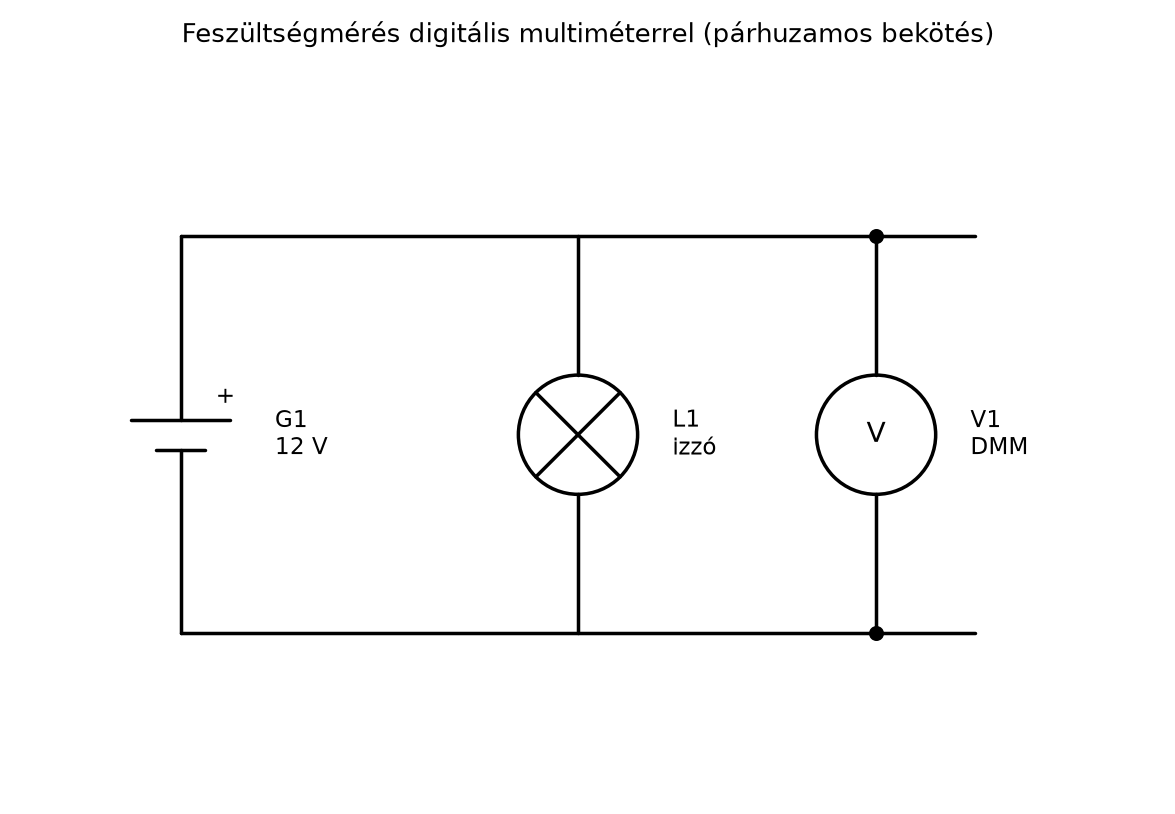 Feszültségmérés digitális multiméterrel (párhuzamos bekötés)
+
G1
12 V
L1
izzó
V
V1
DMM